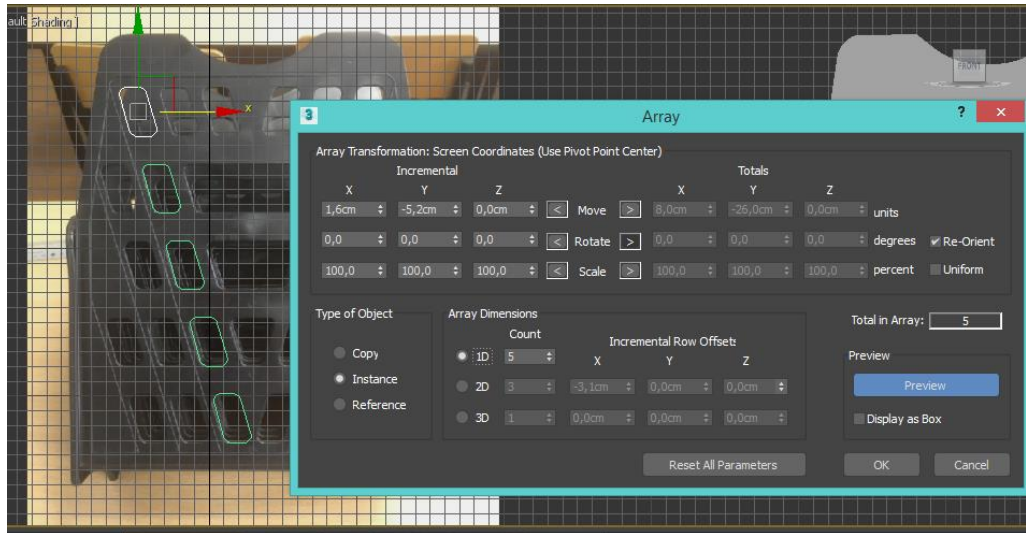 Shading ]
x
FRONT
3 Array ? ×
Array Transformation: Screen Coordinates (Use Pivot Point Center)
Incremental Totals
X Y Z X Y Z
1,6cm -5,2cm 0,0cm < Move > 8,0cm -26,0cm 0,0cm units
0,0 0,0 0,0 < Rotate > 0,0 0,0 0,0 degrees Re-Orient
100,0 100,0 100,0 < Scale > 100,0 100,0 100,0 percent Uniform
Type of Object Array Dimensions Total in Array: 5
Count Incremental Row Offsets
X Y Z
Copy 1D 5 Preview
Instance 2D 3 -3,1cm 0,0cm 0,0cm Preview
Reference 3D 1 0,0cm 0,0cm 0,0cm Display as Box
Reset All Parameters OK Cancel